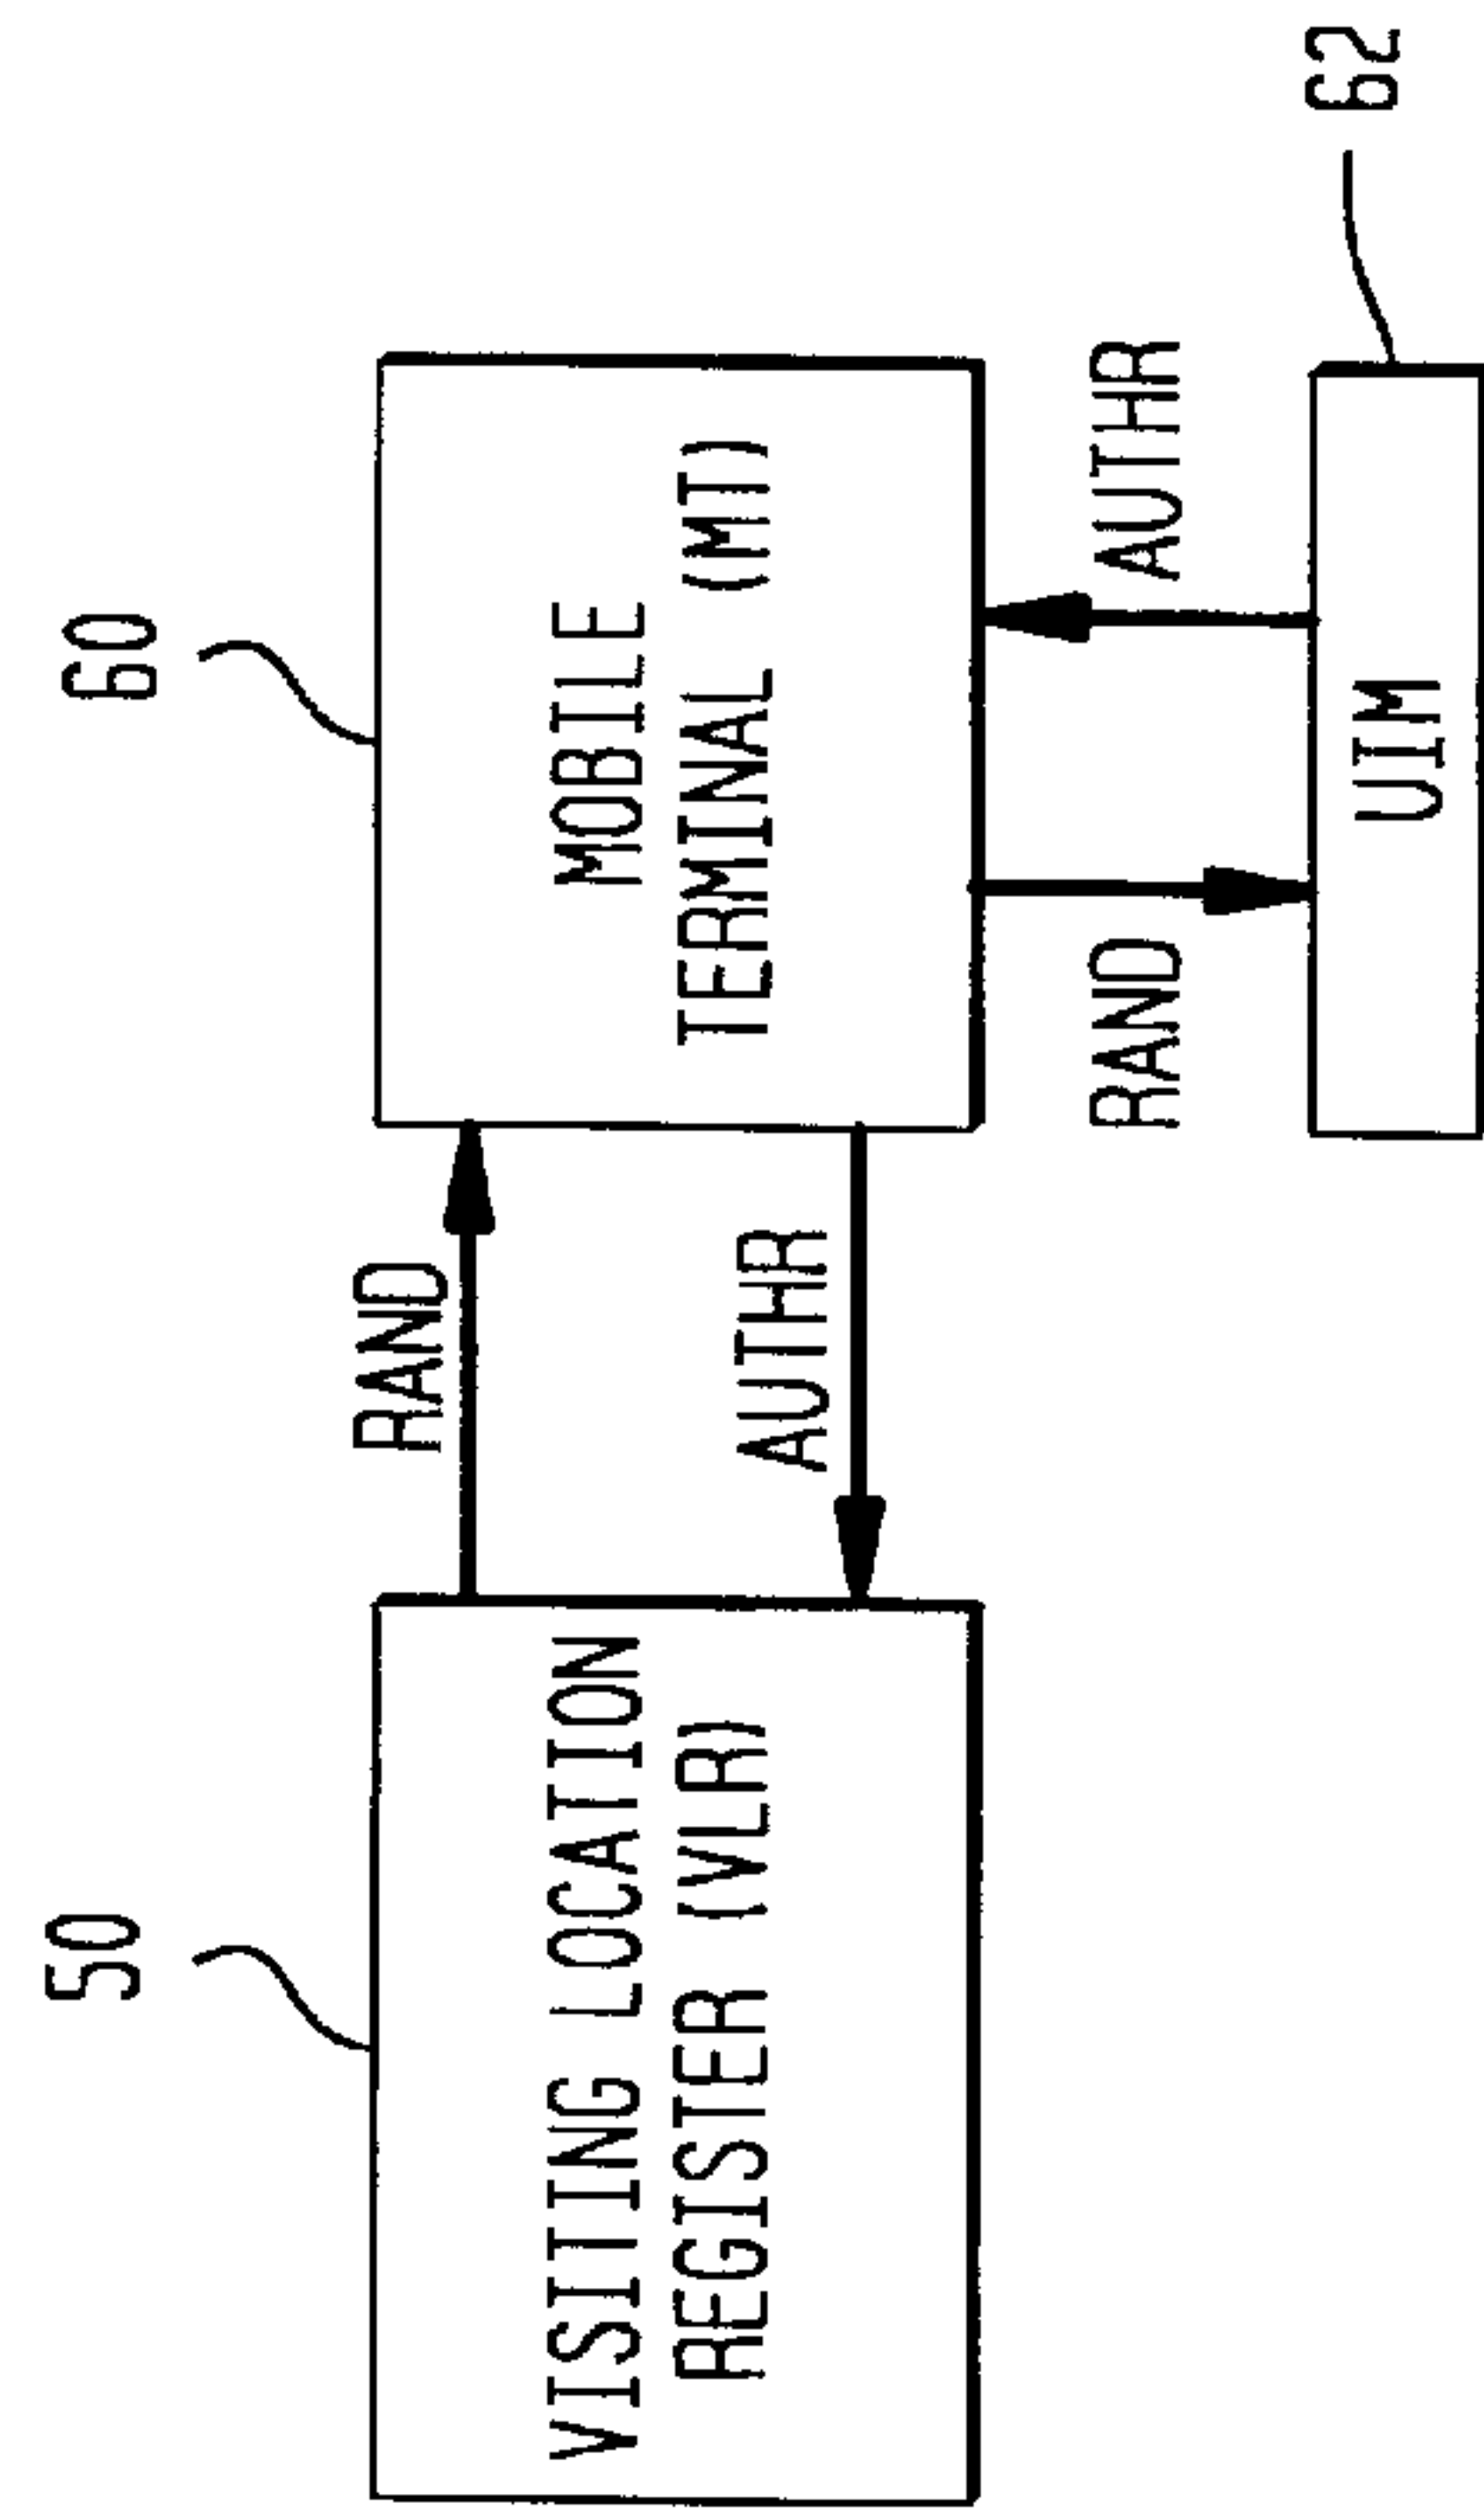 50
60
VISITING LOCATION
REGISTER (VLR)
RAND
AUTHR
MOBILE
TERMINAL (MT)
RAND
AUTHR
UIM
62